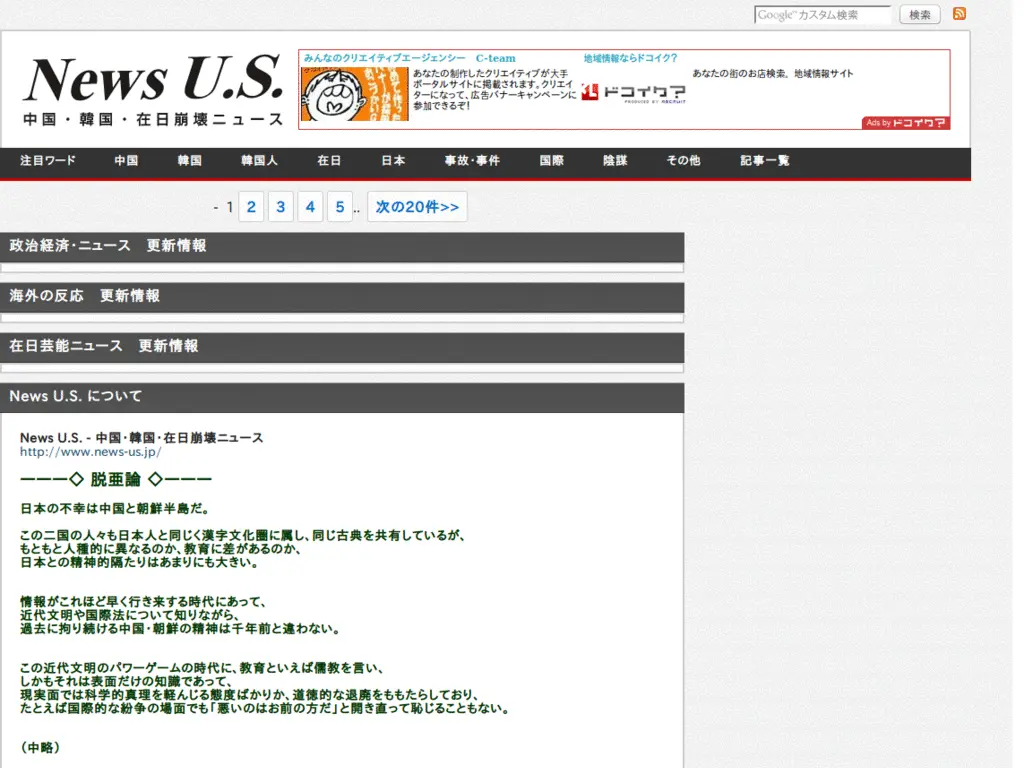 Google™カスタム検索
検索
News U.S.
中国・韓国・在日崩壊ニュース
みんなのクリエイティブエージェンシー C-team
あなたの制作したクリエイティブが大手
ポータルサイトに掲載されます。クリエイ
ターになって、広告バナーキャンペーンに
参加できるぞ!
地域情報ならドコイク?
ドコイク?
PRODUCED BY RECRUIT
あなたの街のお店検索。地域情報サイト
Ads by ドコイク?
注目ワード 中国 韓国 韓国人 在日 日本 事故・事件 国際 陰謀 その他 記事一覧
- 1 2 3 4 5 .. 次の20件>>
政治経済・ニュース 更新情報
海外の反応 更新情報
在日芸能ニュース 更新情報
News U.S. について
News U.S. - 中国・韓国・在日崩壊ニュース
http://www.news-us.jp/
ーーー◇ 脱亜論 ◇ーーー
日本の不幸は中国と朝鮮半島だ。
この二国の人々も日本人と同じく漢字文化圏に属し、同じ古典を共有しているが、
もともと人種的に異なるのか、教育に差があるのか、
日本との精神的隔たりはあまりにも大きい。
情報がこれほど早く行き来する時代にあって、
近代文明や国際法について知りながら、
過去に拘り続ける中国・朝鮮の精神は千年前と違わない。
この近代文明のパワーゲームの時代に、教育といえば儒教を言い、
しかもそれは表面だけの知識であって、
現実面では科学的真理を軽んじる態度ばかりか、道徳的な退廃をももたらしており、
たとえば国際的な紛争の場面でも「悪いのはお前の方だ」と開き直って恥じることもない。
(中略)